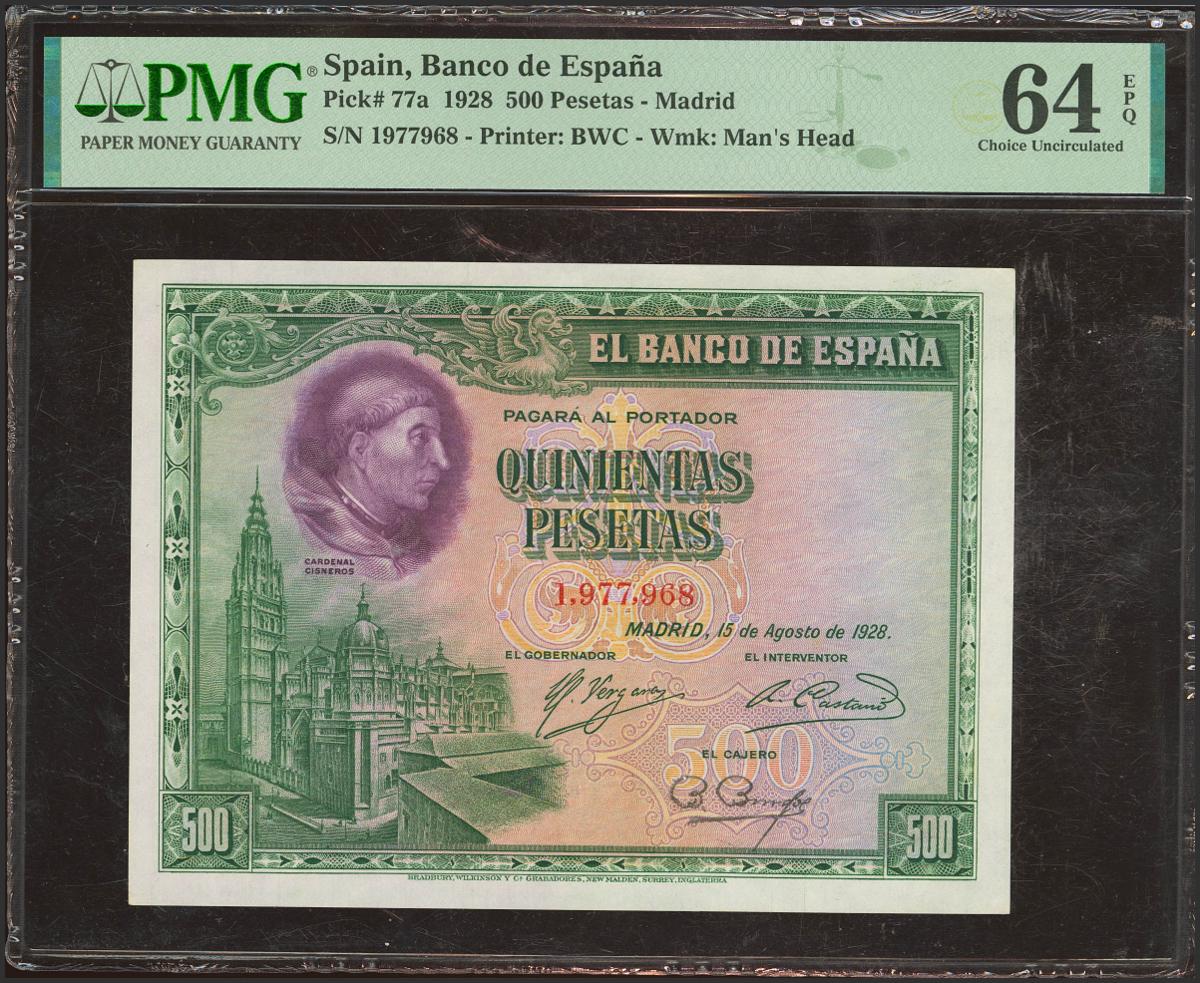 PMG®
PAPER MONEY GUARANTY
Spain, Banco de España
Pick# 77a 1928 500 Pesetas - Madrid
S/N 1977968 - Printer: BWC - Wmk: Man's Head
64 EPQ
Choice Uncirculated
EL BANCO DE ESPAÑA
PAGARÁ AL PORTADOR
QUINIENTAS
PESETAS
CARDENAL
CISNEROS
1,977,968
MADRID, 15 de Agosto de 1928.
EL GOBERNADOR EL INTERVENTOR
500
EL CAJERO
500 500
BRADBURY, WILKINSON Y Cª GRABADORES, NEW MALDEN, SURREY, INGLATERRA